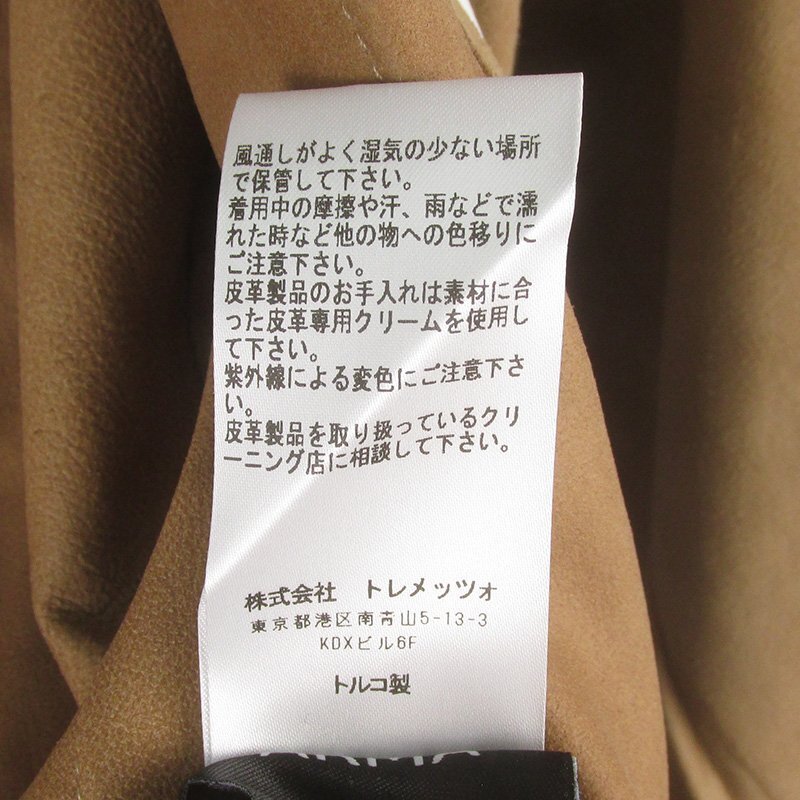 風通しがよく湿気の少ない場所
で保管して下さい。
着用中の摩擦や汗、雨などで濡
れた時など他の物への色移りに
ご注意下さい。
皮革製品のお手入れは素材に合
った皮革専用クリームを使用し
て下さい。
紫外線による変色にご注意下さ
い。
皮革製品を取り扱っているクリ
ーニング店に相談して下さい。
株式会社　トレメッツォ
東京都港区南青山5-13-3
KDXビル6F
トルコ製